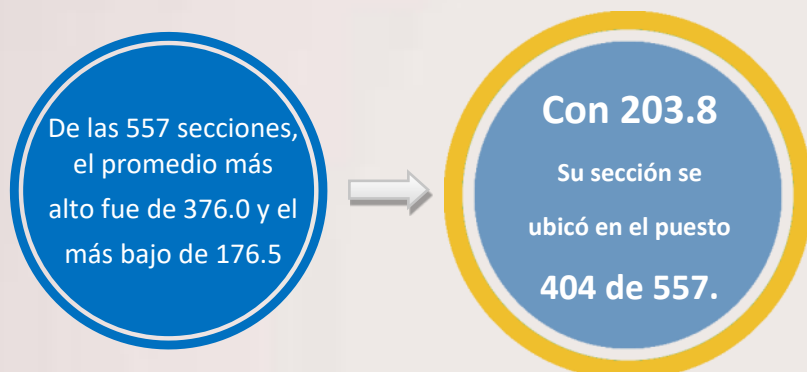 De las 557 secciones,
el promedio más
alto fue de 376.0 y el
más bajo de 176.5
Con 203.8
Su sección se
ubicó en el puesto
404 de 557.